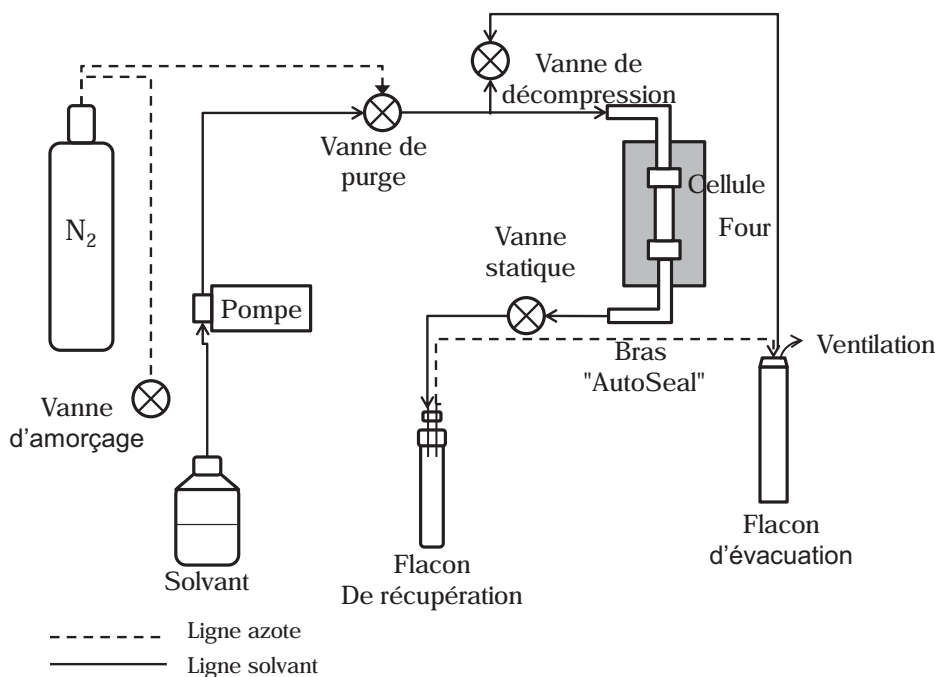 Vanne de
décompression
Vanne de
purge
Cellule
Four
N₂
Vanne
statique
Pompe
Bras
"AutoSeal"
Ventilation
Vanne
d'amorçage
Solvant
Flacon
De récupération
Flacon
d'évacuation
Ligne azote
Ligne solvant